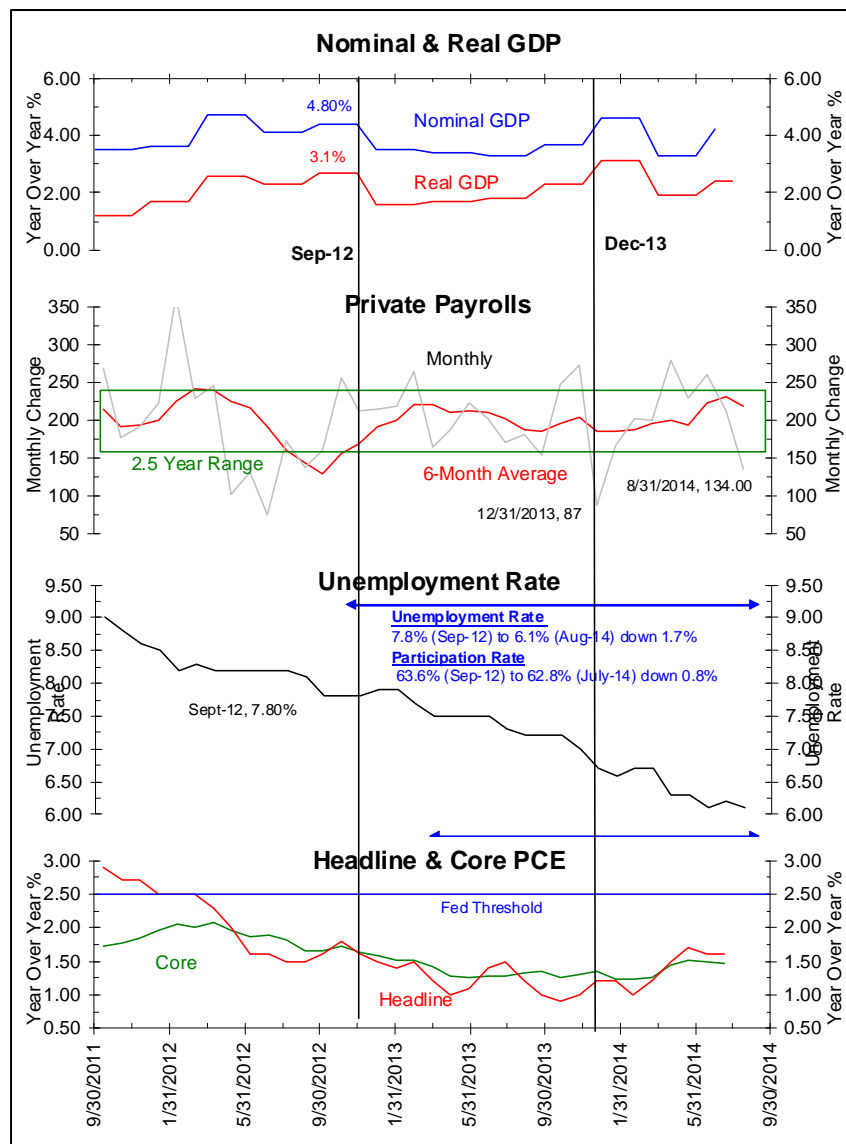 Nominal & Real GDP
6.00
4.00
2.00
0.00
Year Over Year %
4.80%
3.1%
Nominal GDP
Real GDP
Sep-12
Dec-13
6.00
4.00
2.00
0.00
Year Over Year %
Private Payrolls
350
300
250
200
150
100
50
Monthly Change
Monthly
2.5 Year Range
6-Month Average
12/31/2013, 87
8/31/2014, 134.00
350
300
250
200
150
100
50
Monthly Change
Unemployment Rate
9.50
9.00
8.50
8.00
7.50
7.00
6.50
6.00
Unemployment
Rate
Unemployment Rate
7.8% (Sep-12) to 6.1% (Aug-14) down 1.7%
Participation Rate
63.6% (Sep-12) to 62.8% (July-14) down 0.8%
Sept-12, 7.80%
9.50
9.00
8.50
8.00
7.50
7.00
6.50
6.00
Unemployment
Rate
Headline & Core PCE
3.00
2.50
2.00
1.50
1.00
0.50
Year Over Year %
Fed Threshold
Core
Headline
3.00
2.50
2.00
1.50
1.00
0.50
Year Over Year %
9/30/2011
1/31/2012
5/31/2012
9/30/2012
1/31/2013
5/31/2013
9/30/2013
1/31/2014
5/31/2014
9/30/2014